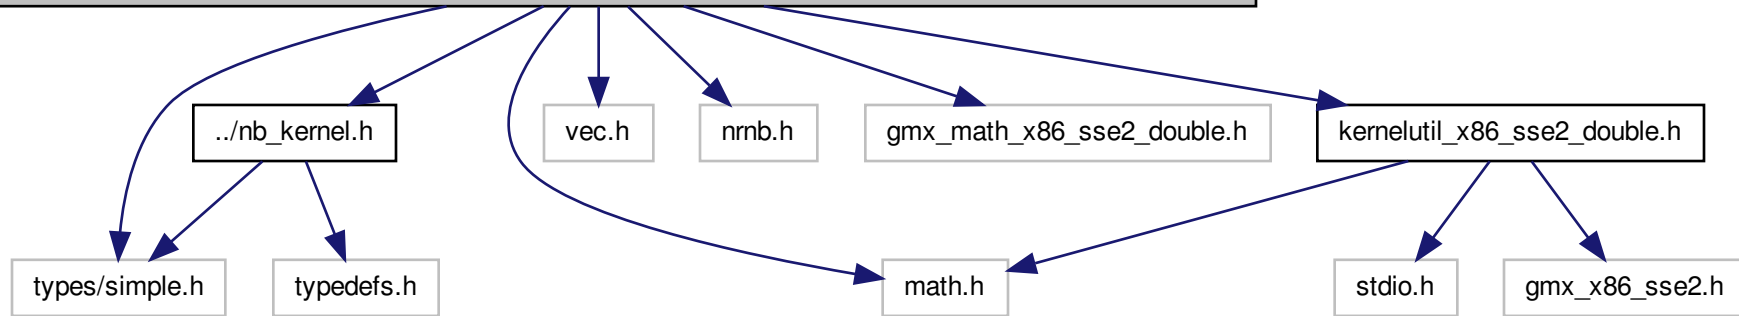 ../nb_kernel.h
vec.h
nrnb.h
gmx_math_x86_sse2_double.h
kernelutil_x86_sse2_double.h
types/simple.h
typedefs.h
math.h
stdio.h
gmx_x86_sse2.h